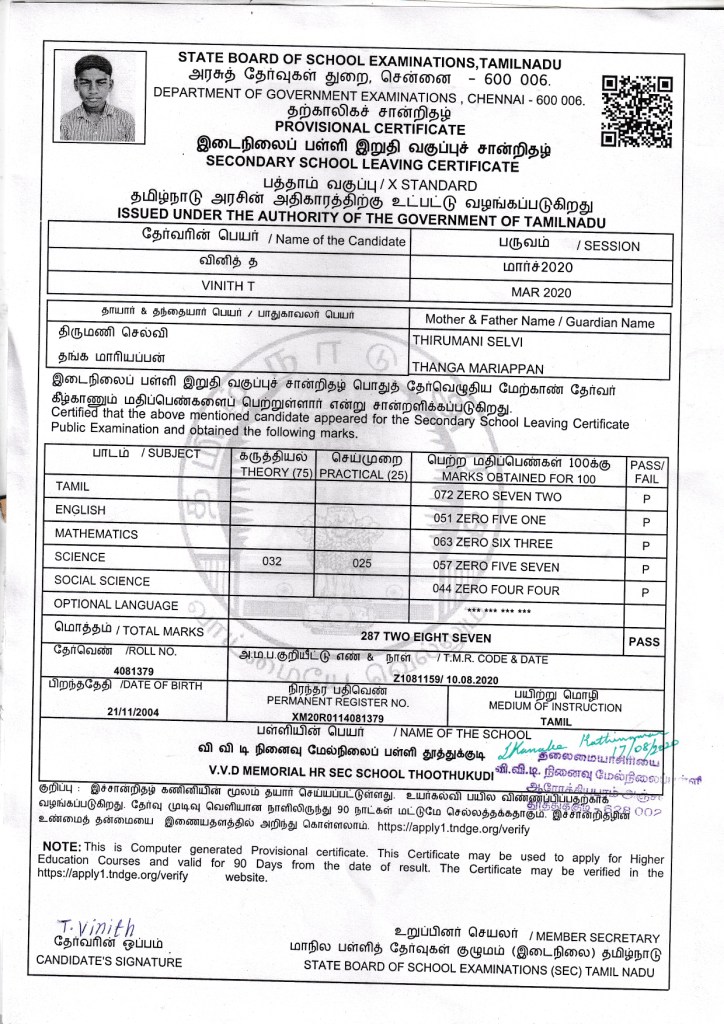 STATE BOARD OF SCHOOL EXAMINATIONS,TAMILNADU
அரசுத் தேர்வுகள் துறை, சென்னை - 600 006.
DEPARTMENT OF GOVERNMENT EXAMINATIONS , CHENNAI - 600 006.
தற்காலிகச் சான்றிதழ்
PROVISIONAL CERTIFICATE
இடைநிலைப் பள்ளி இறுதி வகுப்புச் சான்றிதழ்
SECONDARY SCHOOL LEAVING CERTIFICATE
பத்தாம் வகுப்பு / X STANDARD
தமிழ்நாடு அரசின் அதிகாரத்திற்கு உட்பட்டு வழங்கப்படுகிறது
ISSUED UNDER THE AUTHORITY OF THE GOVERNMENT OF TAMILNADU
தேர்வரின் பெயர் / Name of the Candidate பருவம் / SESSION
வினித் த மார்ச்2020
VINITH T MAR 2020
தாயார் & தந்தையார் பெயர் / பாதுகாவலர் பெயர் Mother & Father Name / Guardian Name
திருமணி செல்வி THIRUMANI SELVI
தங்க மாரியப்பன் THANGA MARIAPPAN
இடைநிலைப் பள்ளி இறுதி வகுப்புச் சான்றிதழ் பொதுத் தேர்வெழுதிய மேற்காண் தேர்வர்
கீழ்காணும் மதிப்பெண்களைப் பெற்றுள்ளார் என்று சான்றளிக்கப்படுகிறது.
Certified that the above mentioned candidate appeared for the Secondary School Leaving Certificate
Public Examination and obtained the following marks.
பாடம் / SUBJECT கருத்தியல் செய்முறை பெற்ற மதிப்பெண்கள் 100க்கு PASS/
THEORY (75) PRACTICAL (25) MARKS OBTAINED FOR 100 FAIL
TAMIL 072 ZERO SEVEN TWO P
ENGLISH 051 ZERO FIVE ONE P
MATHEMATICS 063 ZERO SIX THREE P
SCIENCE 032 025 057 ZERO FIVE SEVEN P
SOCIAL SCIENCE 044 ZERO FOUR FOUR P
OPTIONAL LANGUAGE *** *** *** ***
மொத்தம் / TOTAL MARKS 287 TWO EIGHT SEVEN PASS
தேர்வெண் /ROLL NO. அ.ம.ப.குறியீட்டு எண் & நாள் / T.M.R. CODE & DATE
4081379 Z1081159/ 10.08.2020
பிறந்ததேதி /DATE OF BIRTH நிரந்தர பதிவெண் பயிற்று மொழி
PERMANENT REGISTER NO. MEDIUM OF INSTRUCTION
21/11/2004 XM20R0114081379 TAMIL
பள்ளியின் பெயர் / NAME OF THE SCHOOL
17/08/2020
வி வி டி நினைவு மேல்நிலைப் பள்ளி தூத்துக்குடி தலைமையாசிரியை
V.V.D MEMORIAL HR SEC SCHOOL THOOTHUKUDI வி.வி.டி. நினைவு மேல்நிலைப்பள்ளி
628 002
குறிப்பு : இச்சான்றிதழ் கணினியின் மூலம் தயார் செய்யப்பட்டுள்ளது. உயர்கல்வி பயில விண்ணப்பிப்பதற்காக
வழங்கப்படுகிறது. தேர்வு முடிவு வெளியான நாளிலிருந்து 90 நாட்கள் மட்டுமே செல்லத்தக்கதாகும். இச்சான்றிதழின்
உண்மைத் தன்மையை இணையதளத்தில் அறிந்து கொள்ளலாம். https://apply1.tndge.org/verify
NOTE: This is Computer generated Provisional certificate. This Certificate may be used to apply for Higher
Education Courses and valid for 90 Days from the date of result. The Certificate may be verified in the
https://apply1.tndge.org/verify website.
T. Vinith
தேர்வரின் ஒப்பம் உறுப்பினர் செயலர் / MEMBER SECRETARY
மாநில பள்ளித் தேர்வுகள் குழுமம் (இடைநிலை) தமிழ்நாடு
CANDIDATE'S SIGNATURE STATE BOARD OF SCHOOL EXAMINATIONS (SEC) TAMIL NADU